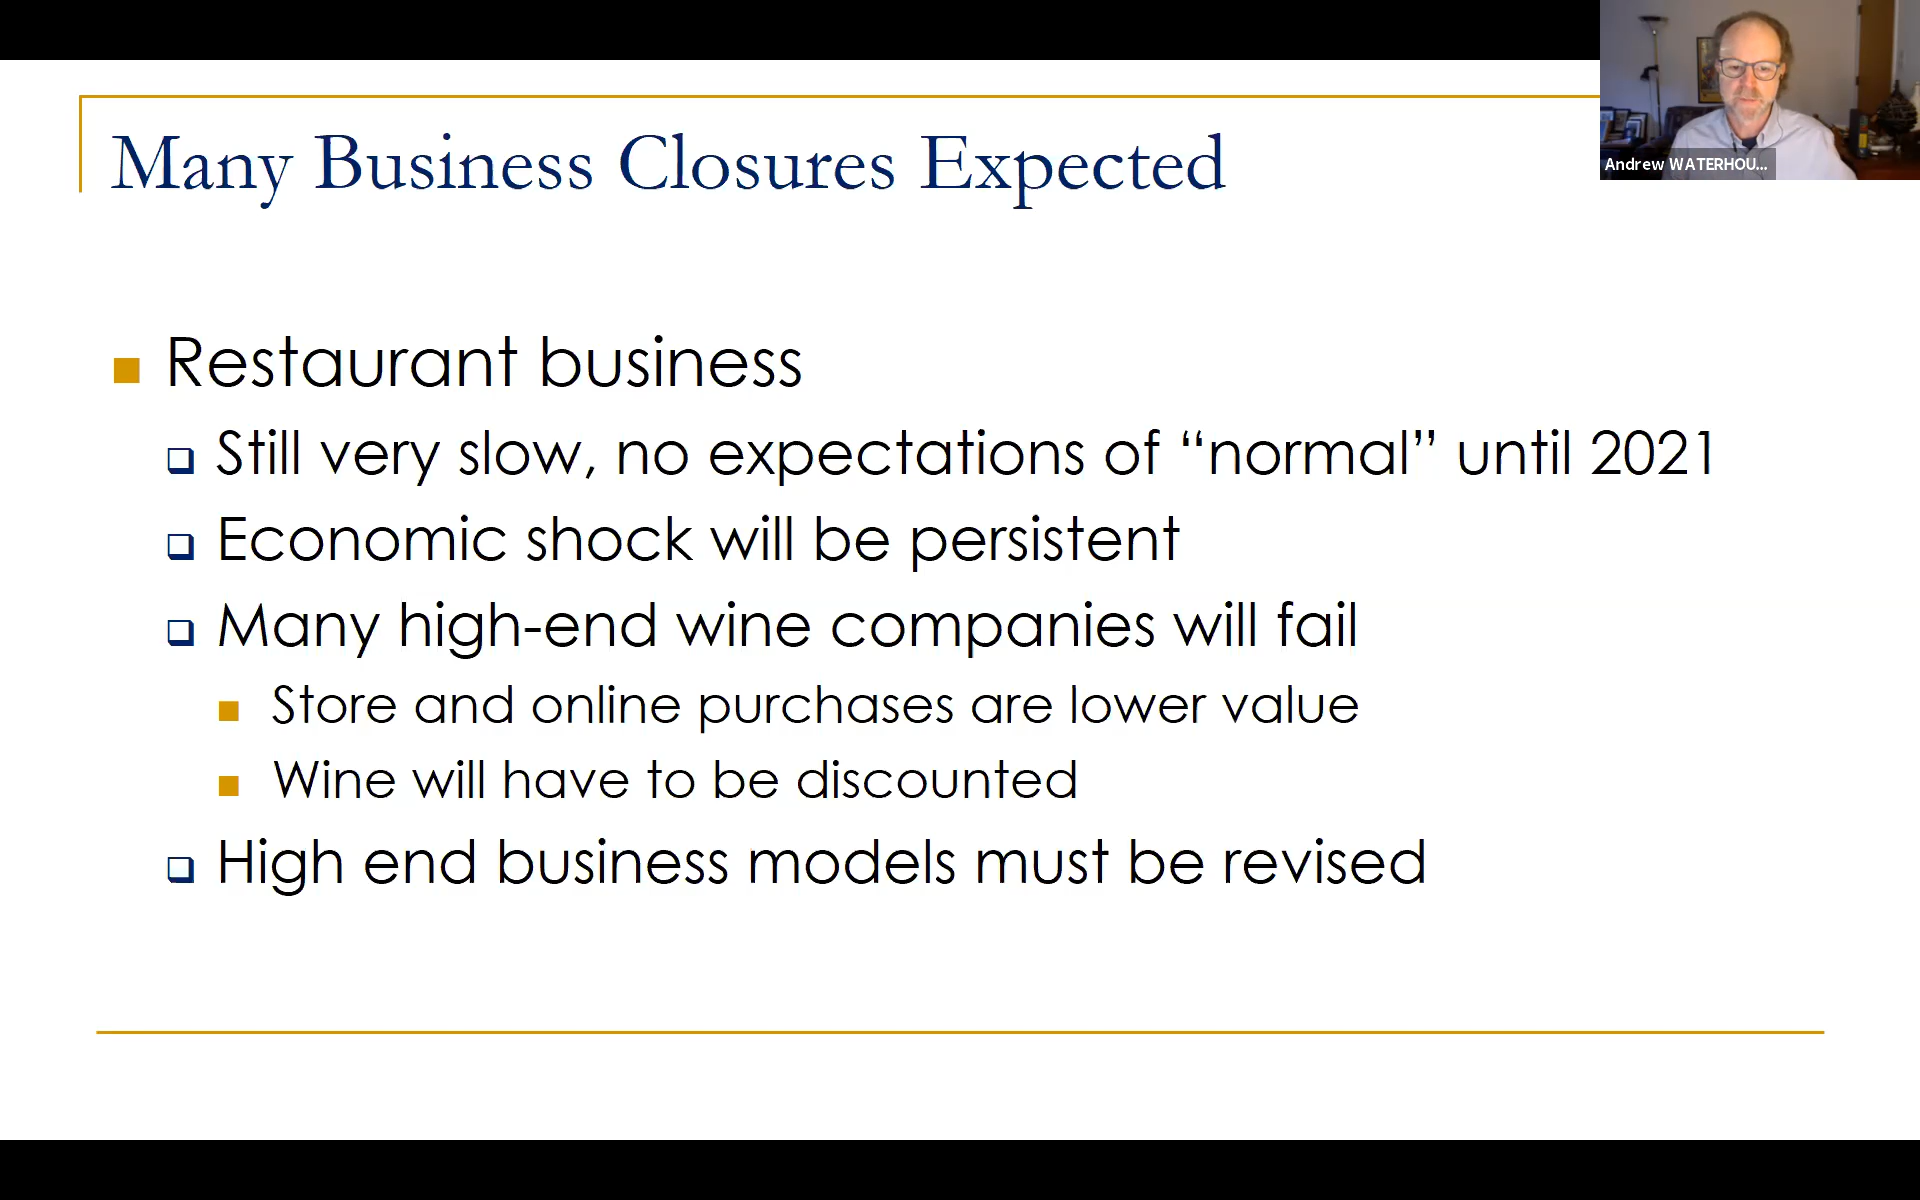 Many Business Closures Expected
Andrew WATERHOU...
Restaurant business
Still very slow, no expectations of “normal” until 2021
Economic shock will be persistent
Many high-end wine companies will fail
Store and online purchases are lower value
Wine will have to be discounted
High end business models must be revised